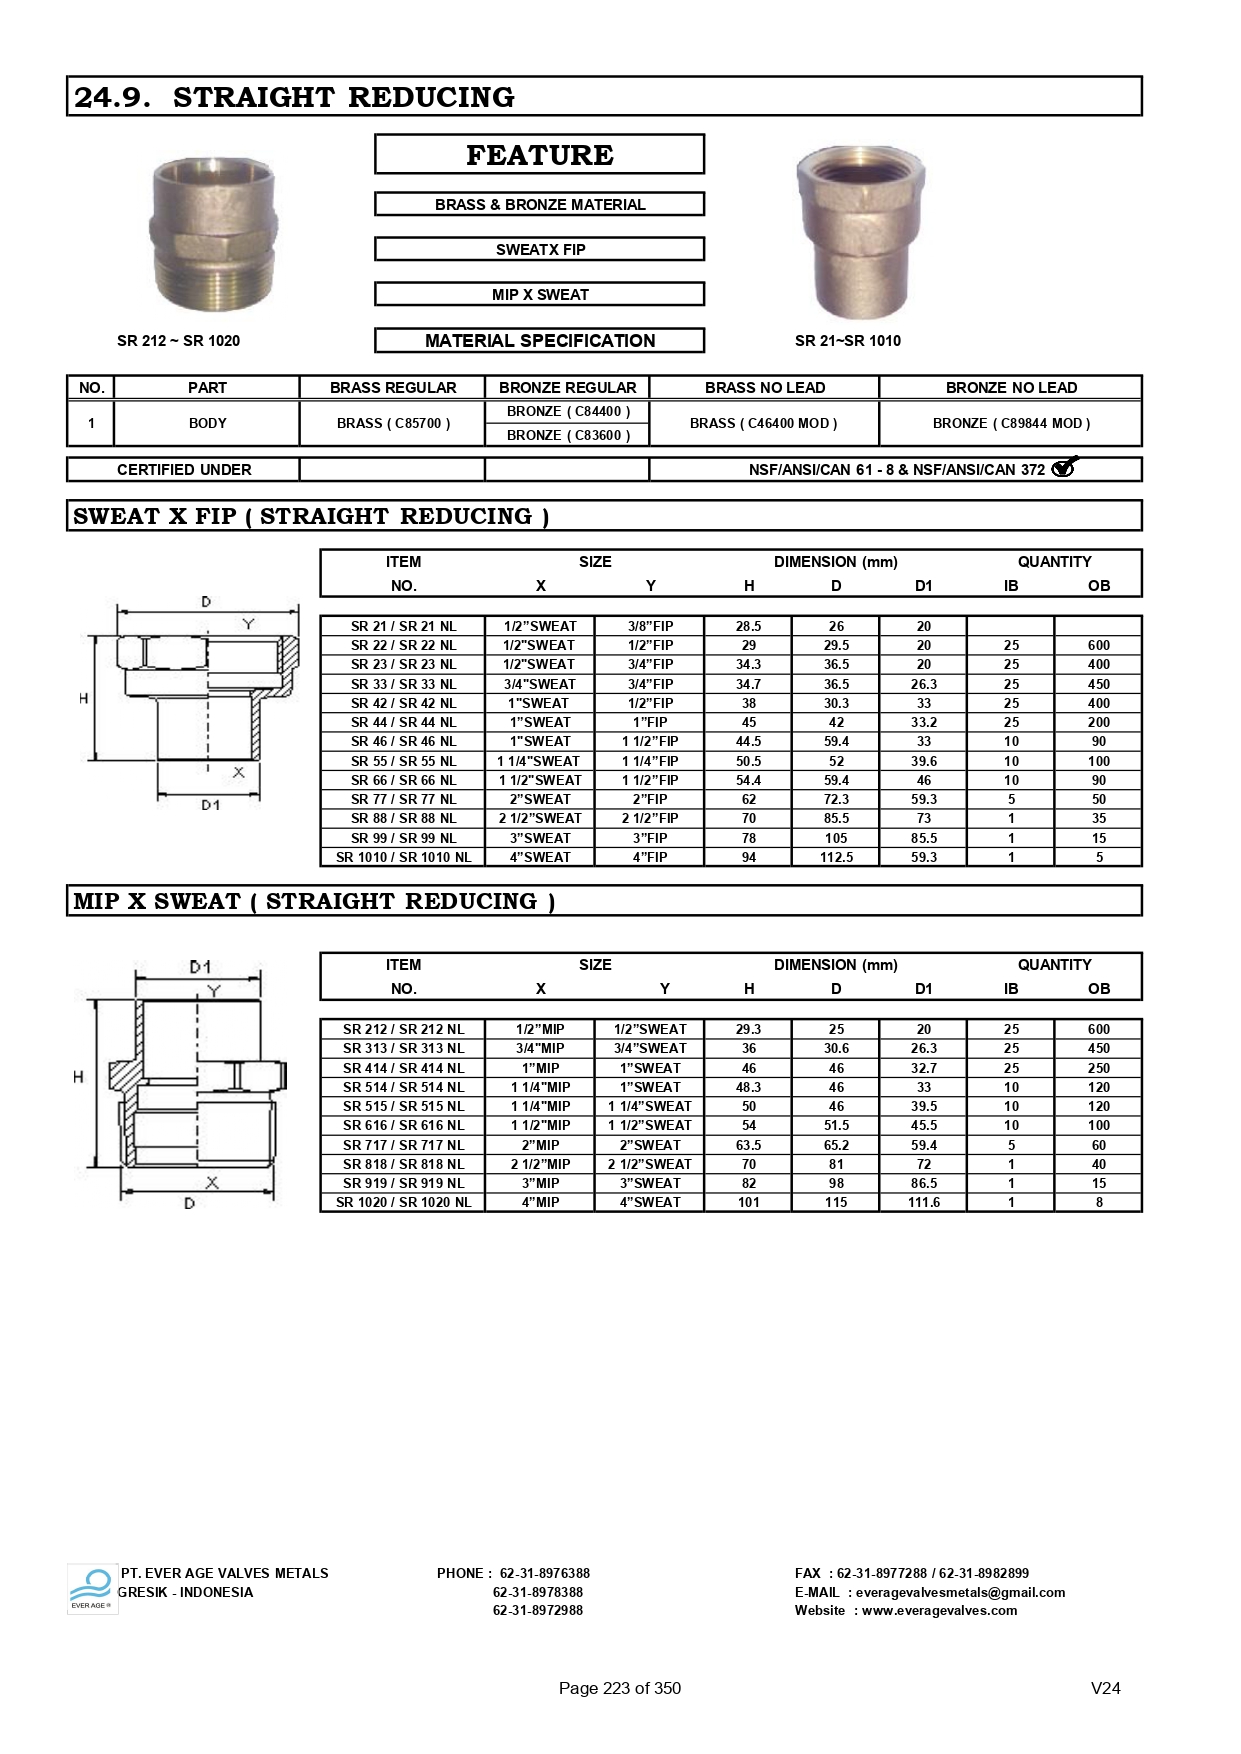 24.9. STRAIGHT REDUCING
FEATURE
BRASS & BRONZE MATERIAL
SWEATX FIP
MIP X SWEAT
SR 212 ~ SR 1020 MATERIAL SPECIFICATION SR 21~SR 1010
NO. PART BRASS REGULAR BRONZE REGULAR BRASS NO LEAD BRONZE NO LEAD
1 BODY BRASS ( C85700 ) BRONZE ( C84400 ) BRASS ( C46400 MOD ) BRONZE ( C89844 MOD )
BRONZE ( C83600 )
CERTIFIED UNDER NSF/ANSI/CAN 61 - 8 & NSF/ANSI/CAN 372
SWEAT X FIP ( STRAIGHT REDUCING )
ITEM SIZE DIMENSION (mm) QUANTITY
NO. X Y H D D1 IB OB
SR 21 / SR 21 NL 1/2”SWEAT 3/8”FIP 28.5 26 20
SR 22 / SR 22 NL 1/2"SWEAT 1/2”FIP 29 29.5 20 25 600
SR 23 / SR 23 NL 1/2"SWEAT 3/4”FIP 34.3 36.5 20 25 400
SR 33 / SR 33 NL 3/4"SWEAT 3/4”FIP 34.7 36.5 26.3 25 450
SR 42 / SR 42 NL 1"SWEAT 1/2”FIP 38 30.3 33 25 400
SR 44 / SR 44 NL 1”SWEAT 1”FIP 45 42 33.2 25 200
SR 46 / SR 46 NL 1"SWEAT 1 1/2”FIP 44.5 59.4 33 10 90
SR 55 / SR 55 NL 1 1/4"SWEAT 1 1/4”FIP 50.5 52 39.6 10 100
SR 66 / SR 66 NL 1 1/2"SWEAT 1 1/2”FIP 54.4 59.4 46 10 90
SR 77 / SR 77 NL 2”SWEAT 2”FIP 62 72.3 59.3 5 50
SR 88 / SR 88 NL 2 1/2”SWEAT 2 1/2”FIP 70 85.5 73 1 35
SR 99 / SR 99 NL 3”SWEAT 3”FIP 78 105 85.5 1 15
SR 1010 / SR 1010 NL 4”SWEAT 4”FIP 94 112.5 59.3 1 5
D
Y
H
X
D1
MIP X SWEAT ( STRAIGHT REDUCING )
ITEM SIZE DIMENSION (mm) QUANTITY
NO. X Y H D D1 IB OB
SR 212 / SR 212 NL 1/2”MIP 1/2”SWEAT 29.3 25 20 25 600
SR 313 / SR 313 NL 3/4"MIP 3/4”SWEAT 36 30.6 26.3 25 450
SR 414 / SR 414 NL 1”MIP 1”SWEAT 46 46 32.7 25 250
SR 514 / SR 514 NL 1 1/4"MIP 1”SWEAT 48.3 46 33 10 120
SR 515 / SR 515 NL 1 1/4"MIP 1 1/4”SWEAT 50 46 39.5 10 120
SR 616 / SR 616 NL 1 1/2"MIP 1 1/2”SWEAT 54 51.5 45.5 10 100
SR 717 / SR 717 NL 2”MIP 2”SWEAT 63.5 65.2 59.4 5 60
SR 818 / SR 818 NL 2 1/2”MIP 2 1/2”SWEAT 70 81 72 1 40
SR 919 / SR 919 NL 3”MIP 3”SWEAT 82 98 86.5 1 15
SR 1020 / SR 1020 NL 4”MIP 4”SWEAT 101 115 111.6 1 8
D1
Y
H
X
D
EVER AGE ®
PT. EVER AGE VALVES METALS PHONE : 62-31-8976388 FAX : 62-31-8977288 / 62-31-8982899
GRESIK - INDONESIA 62-31-8978388 E-MAIL : everagevalvesmetals@gmail.com
62-31-8972988 Website : www.everagevalves.com
Page 223 of 350 V24